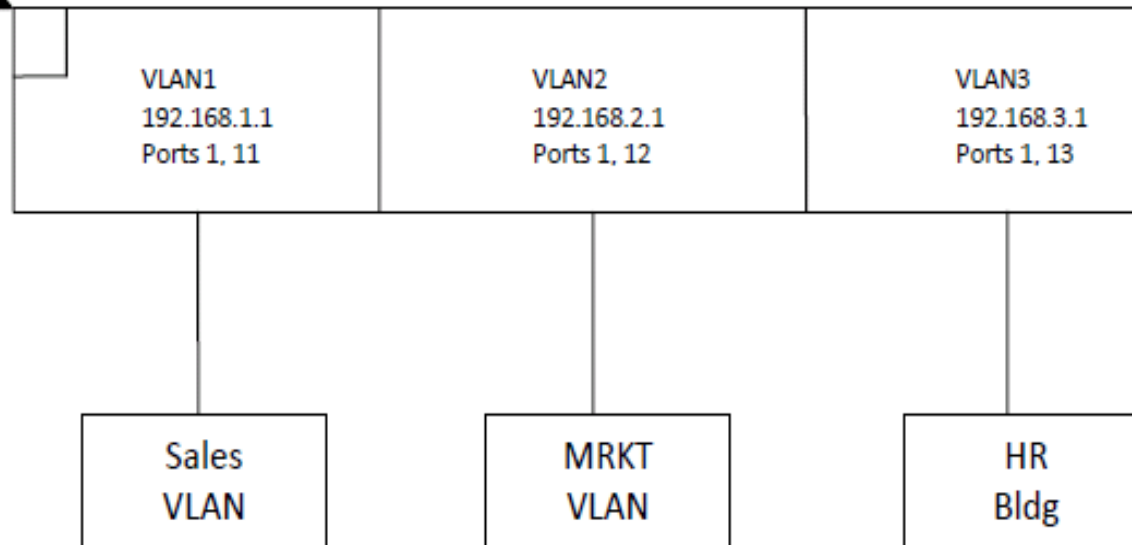 VLAN1
192.168.1.1
Ports 1, 11
VLAN2
192.168.2.1
Ports 1, 12
VLAN3
192.168.3.1
Ports 1, 13
Sales
VLAN
MRKT
VLAN
HR
Bldg